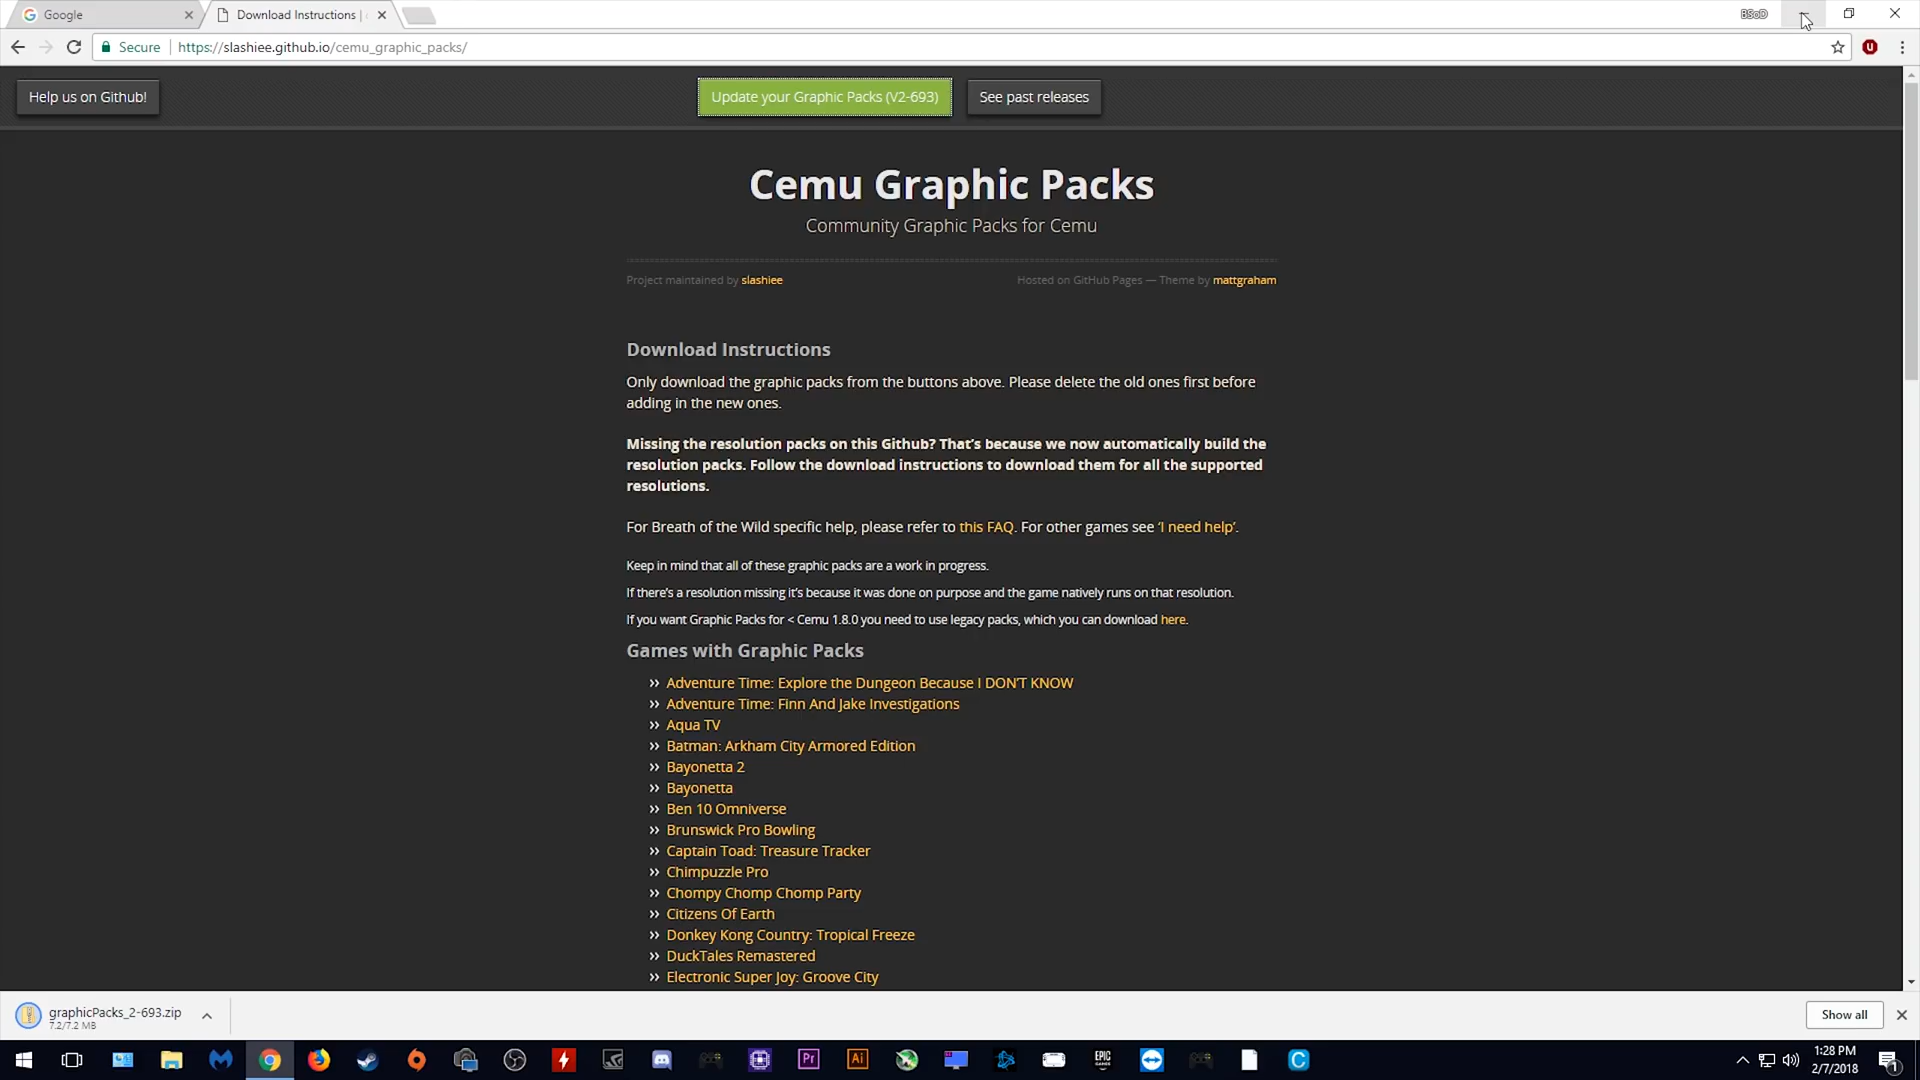 Google
Download Instructions |
BSoD
Secure
https://slashiee.github.io/cemu_graphic_packs/
Help us on Github!
Update your Graphic Packs (V2-693)
See past releases
Cemu Graphic Packs
Community Graphic Packs for Cemu
Project maintained by slashiee
Hosted on GitHub Pages — Theme by mattgraham
Download Instructions
Only download the graphic packs from the buttons above. Please delete the old ones first before
adding in the new ones.
Missing the resolution packs on this Github? That's because we now automatically build the
resolution packs. Follow the download instructions to download them for all the supported
resolutions.
For Breath of the Wild specific help, please refer to this FAQ. For other games see ‘I need help’.
Keep in mind that all of these graphic packs are a work in progress.
If there's a resolution missing it's because it was done on purpose and the game natively runs on that resolution.
If you want Graphic Packs for < Cemu 1.8.0 you need to use legacy packs, which you can download here.
Games with Graphic Packs
›› Adventure Time: Explore the Dungeon Because I DON'T KNOW
›› Adventure Time: Finn And Jake Investigations
›› Aqua TV
›› Batman: Arkham City Armored Edition
›› Bayonetta 2
›› Bayonetta
›› Ben 10 Omniverse
›› Brunswick Pro Bowling
›› Captain Toad: Treasure Tracker
›› Chimpuzzle Pro
›› Chompy Chomp Chomp Party
›› Citizens Of Earth
›› Donkey Kong Country: Tropical Freeze
›› DuckTales Remastered
›› Electronic Super Joy: Groove City
graphicPacks_2-693.zip
7.2/7.2 MB
Show all
Pr
Ai
EPIC
GAMES
C
1:28 PM
2/7/2018
1